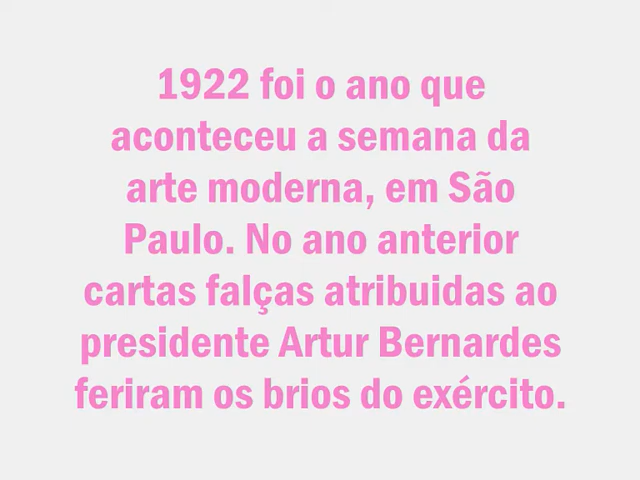 1922 foi o ano que
aconteceu a semana da
arte moderna, em São
Paulo. No ano anterior
cartas falças atribuidas ao
presidente Artur Bernardes
feriram os brios do exército.